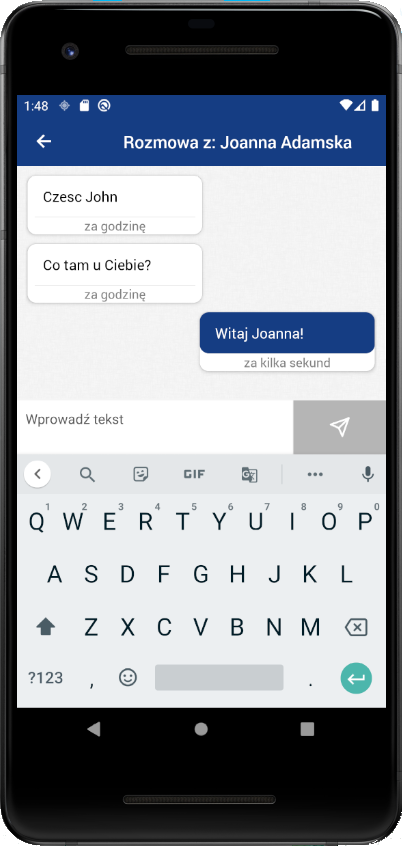 1:48
Rozmowa z: Joanna Adamska
Czesc John
za godzinę
Co tam u Ciebie?
za godzinę
Witaj Joanna!
za kilka sekund
Wprowadź tekst
GIF
1 2 3 4 5 6 7 8 9 0
Q W E R T Y U I O P
A S D F G H J K L
Z X C V B N M
?123 , .